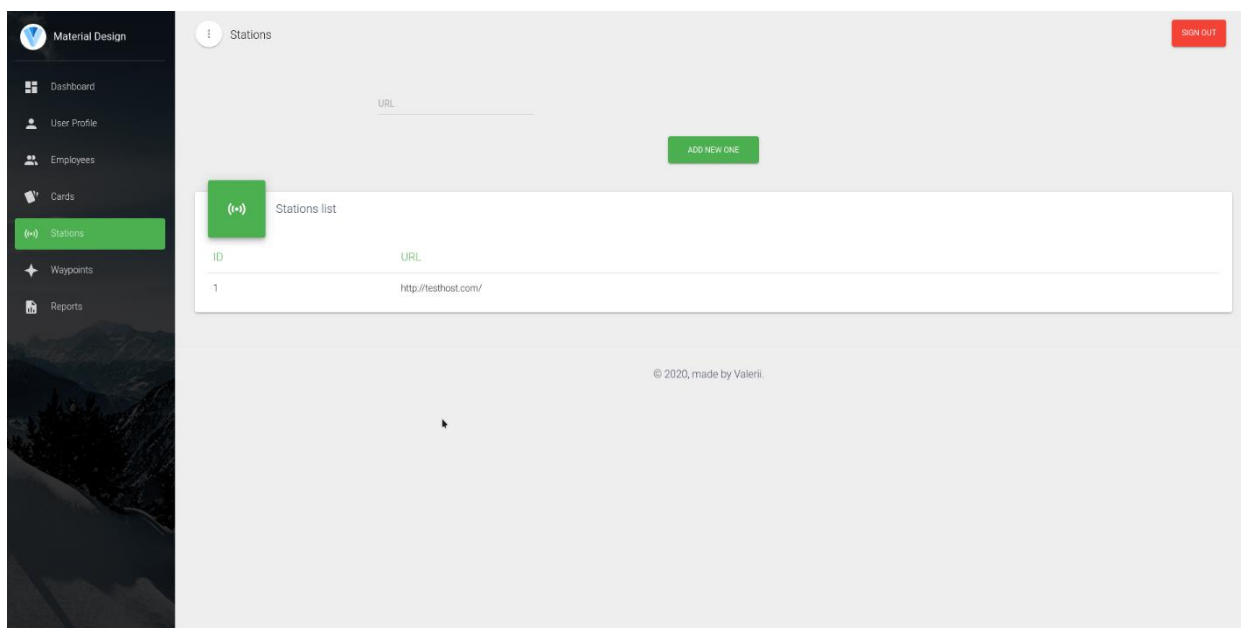 Material Design
Stations
SIGN OUT
Dashboard
User Profile
Employees
Cards
Stations
Waypoints
Reports
URL
ADD NEW ONE
Stations list
ID URL
1 http://testhost.com/
© 2020, made by Valerii.